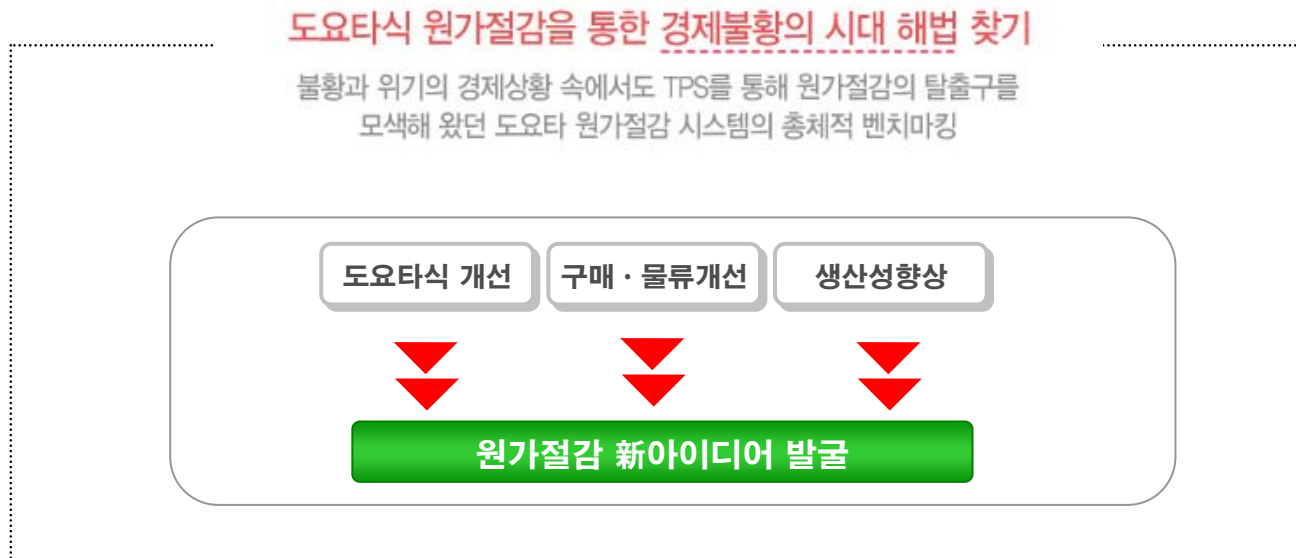 도요타식 원가절감을 통한 경제불황의 시대 해법 찾기
불황과 위기의 경제상황 속에서도 TPS를 통해 원가절감의 탈출구를
모색해 왔던 도요타 원가절감 시스템의 총체적 벤치마킹
도요타식 개선
구매 · 물류개선
생산성향상
원가절감 新아이디어 발굴